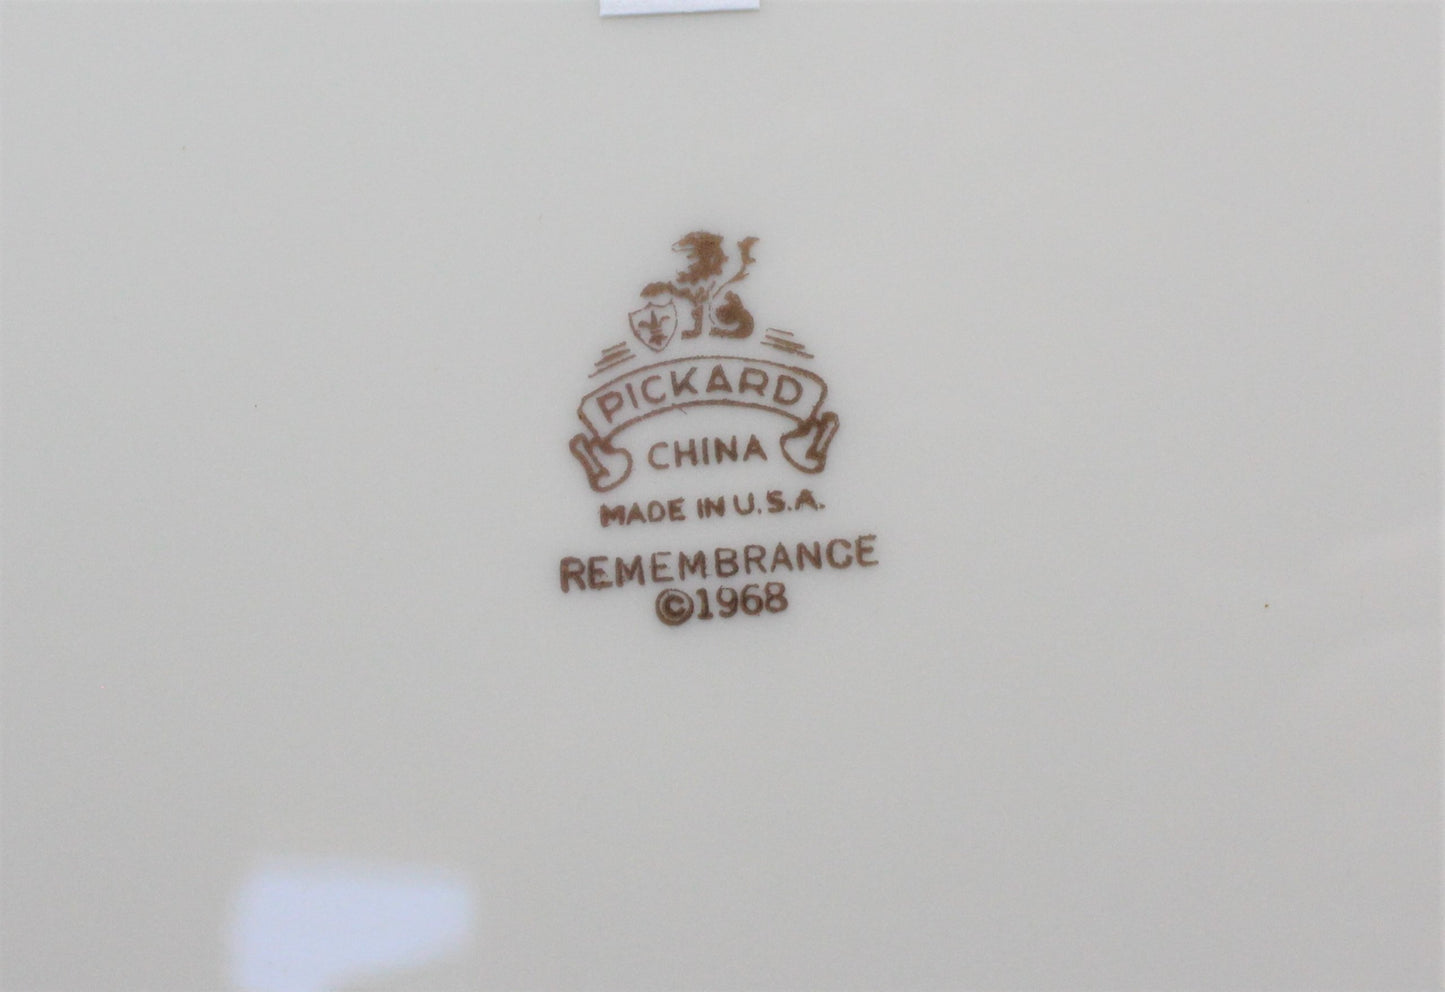 PICKARD
CHINA
MADE IN U.S.A.
REMEMBRANCE
©1968